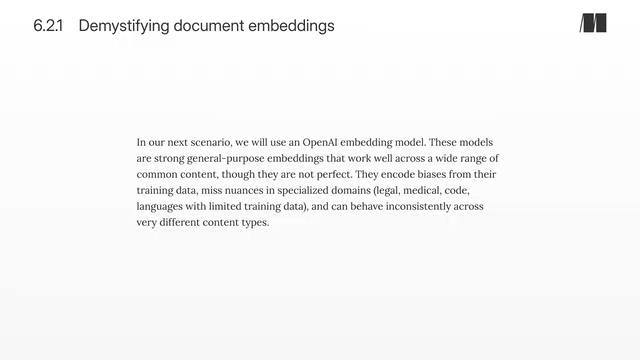 6.2.1 Demystifying document embeddings
In our next scenario, we will use an OpenAI embedding model. These models
are strong general-purpose embeddings that work well across a wide range of
common content, though they are not perfect. They encode biases from their
training data, miss nuances in specialized domains (legal, medical, code,
languages with limited training data), and can behave inconsistently across
very different content types.